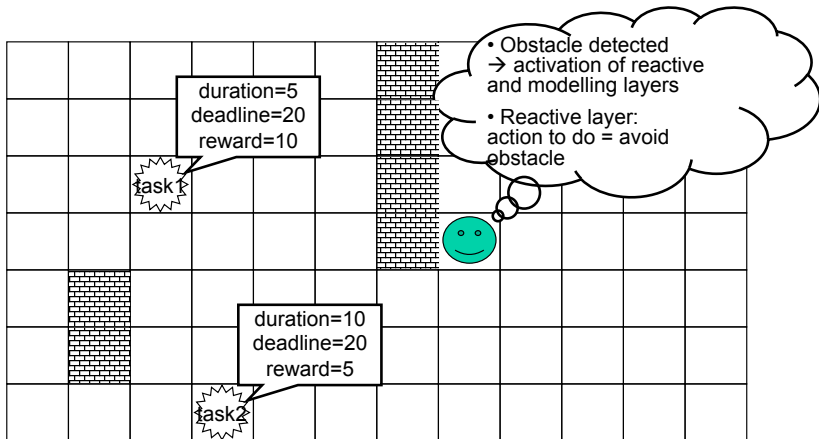 • Obstacle detected
→ activation of reactive
and modelling layers
• Reactive layer:
action to do = avoid
obstacle
duration=5
deadline=20
reward=10
task1
duration=10
deadline=20
reward=5
task2